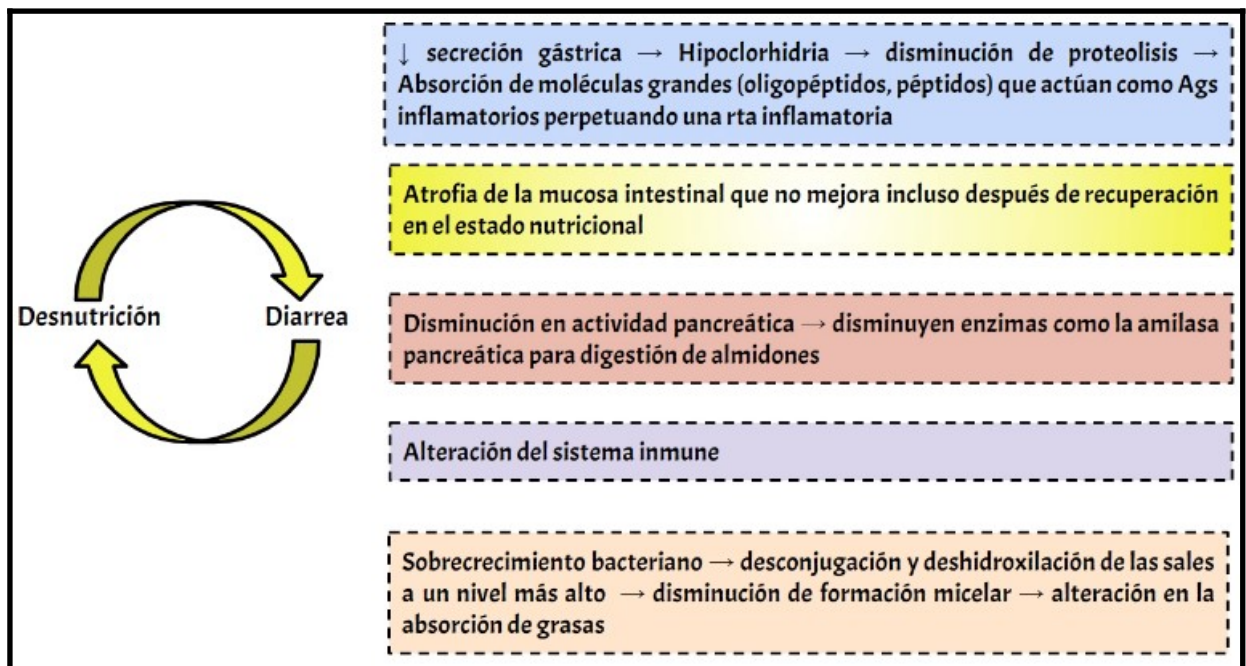 ↓ secreción gástrica → Hipoclorhidria → disminución de proteolisis →
Absorción de moléculas grandes (oligopéptidos, péptidos) que actúan como Ags
inflamatorios perpetuando una rta inflamatoria
Atrofia de la mucosa intestinal que no mejora incluso después de recuperación
en el estado nutricional
Desnutrición
Diarrea
Disminución en actividad pancreática → disminuyen enzimas como la amilasa
pancreática para digestión de almidones
Alteración del sistema inmune
Sobrecrecimiento bacteriano → desconjugación y deshidroxilación de las sales
a un nivel más alto → disminución de formación micelar → alteración en la
absorción de grasas